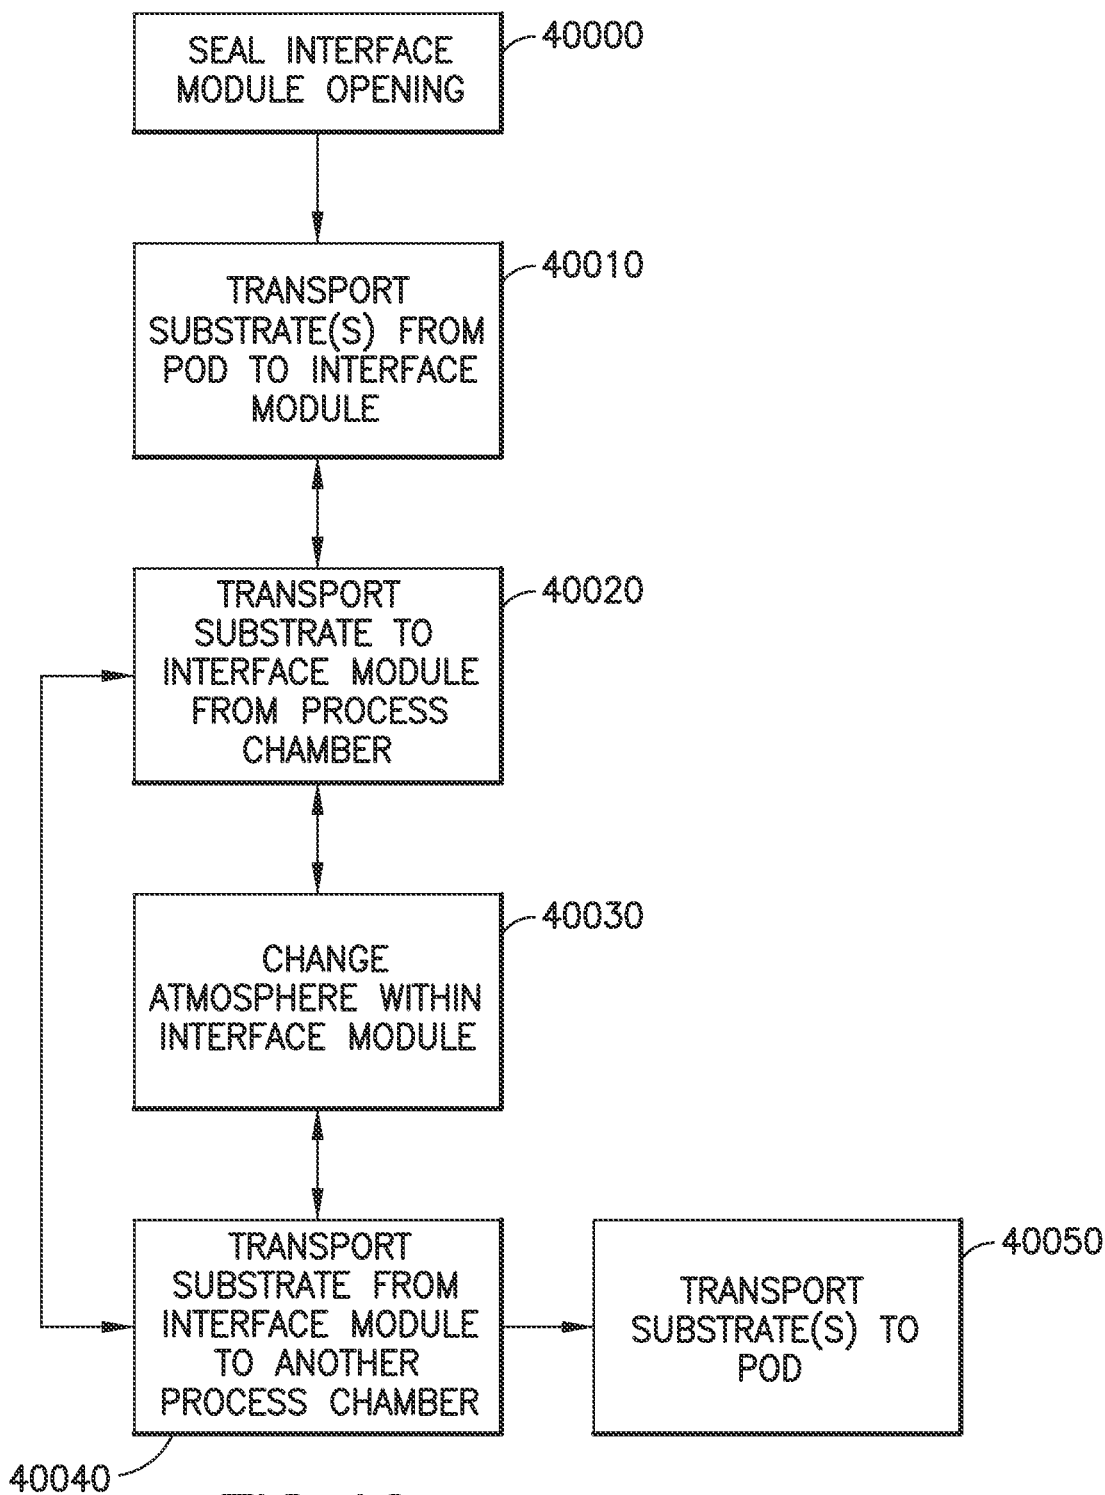 SEAL INTERFACE
MODULE OPENING
40000
TRANSPORT
SUBSTRATE(S) FROM
POD TO INTERFACE
MODULE
40010
TRANSPORT
SUBSTRATE TO
INTERFACE MODULE
FROM PROCESS
CHAMBER
40020
CHANGE
ATMOSPHERE WITHIN
INTERFACE MODULE
40030
TRANSPORT
SUBSTRATE FROM
INTERFACE MODULE
TO ANOTHER
PROCESS CHAMBER
40040
TRANSPORT
SUBSTRATE(S) TO
POD
40050